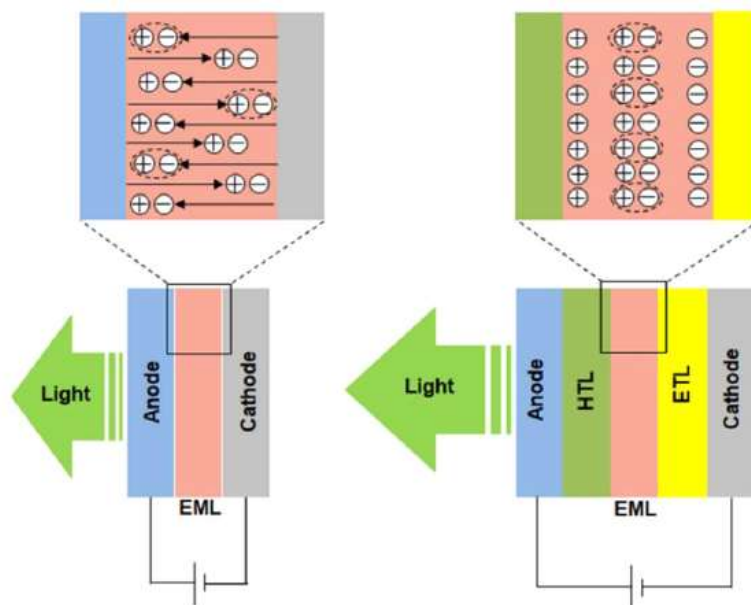 Light
Anode
Cathode
EML
Light
Anode
HTL
ETL
Cathode
EML